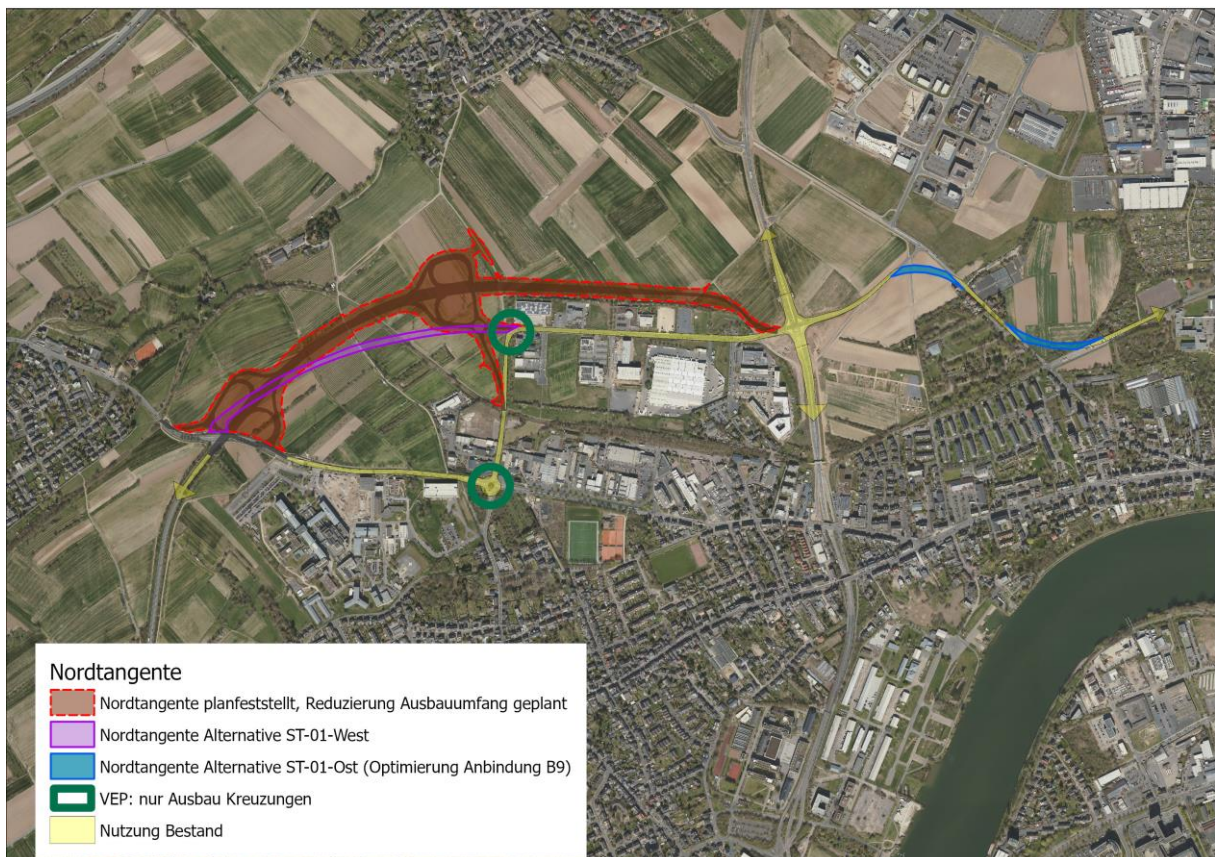 Nordtangente
Nordtangente planfeststellt, Reduzierung Ausbauumfang geplant
Nordtangente Alternative ST-01-West
Nordtangente Alternative ST-01-Ost (Optimierung Anbindung B9)
VEP: nur Ausbau Kreuzungen
Nutzung Bestand